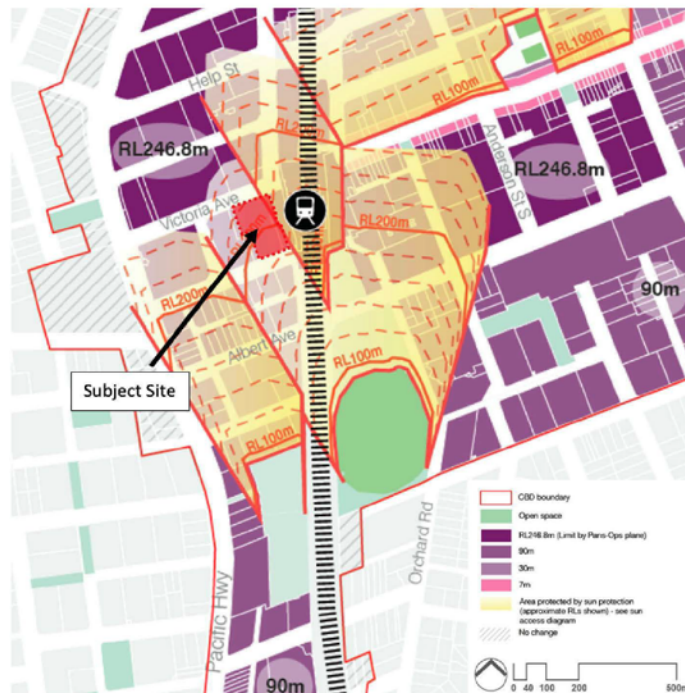 Help St
RL100m
RL100m
RL200m
RL246.8m
Anderson St S
RL246.8m
Victoria Ave
RL200m
RL200m
90m
Albert Ave
RL100m
Subject Site
RL100m
Orchard Rd
Pacific Hwy
90m
CBD boundary
Open space
RL246.8m (Limit by Pans-Ops plane)
90m
30m
7m
Area protected by sun protection
(approximate RLs shown) - see sun
access diagram
No change
0 40 100 200 500m